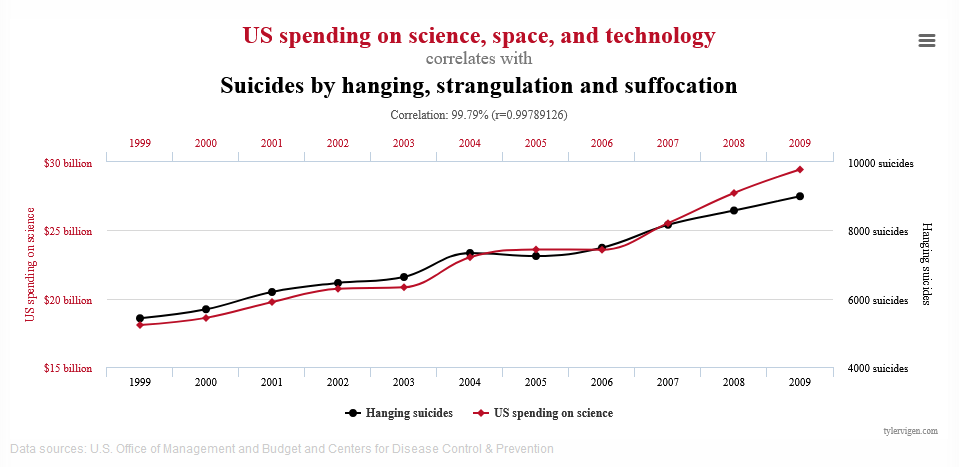 US spending on science, space, and technology
correlates with
Suicides by hanging, strangulation and suffocation
Correlation: 99.79% (r=0.99789126)
1999 2000 2001 2002 2003 2004 2005 2006 2007 2008 2009
$30 billion 10000 suicides
$25 billion 8000 suicides
$20 billion 6000 suicides
$15 billion 4000 suicides
US spending on science
Hanging suicides
1999 2000 2001 2002 2003 2004 2005 2006 2007 2008 2009
Hanging suicides US spending on science
tylervigen.com
Data sources: U.S. Office of Management and Budget and Centers for Disease Control & Prevention